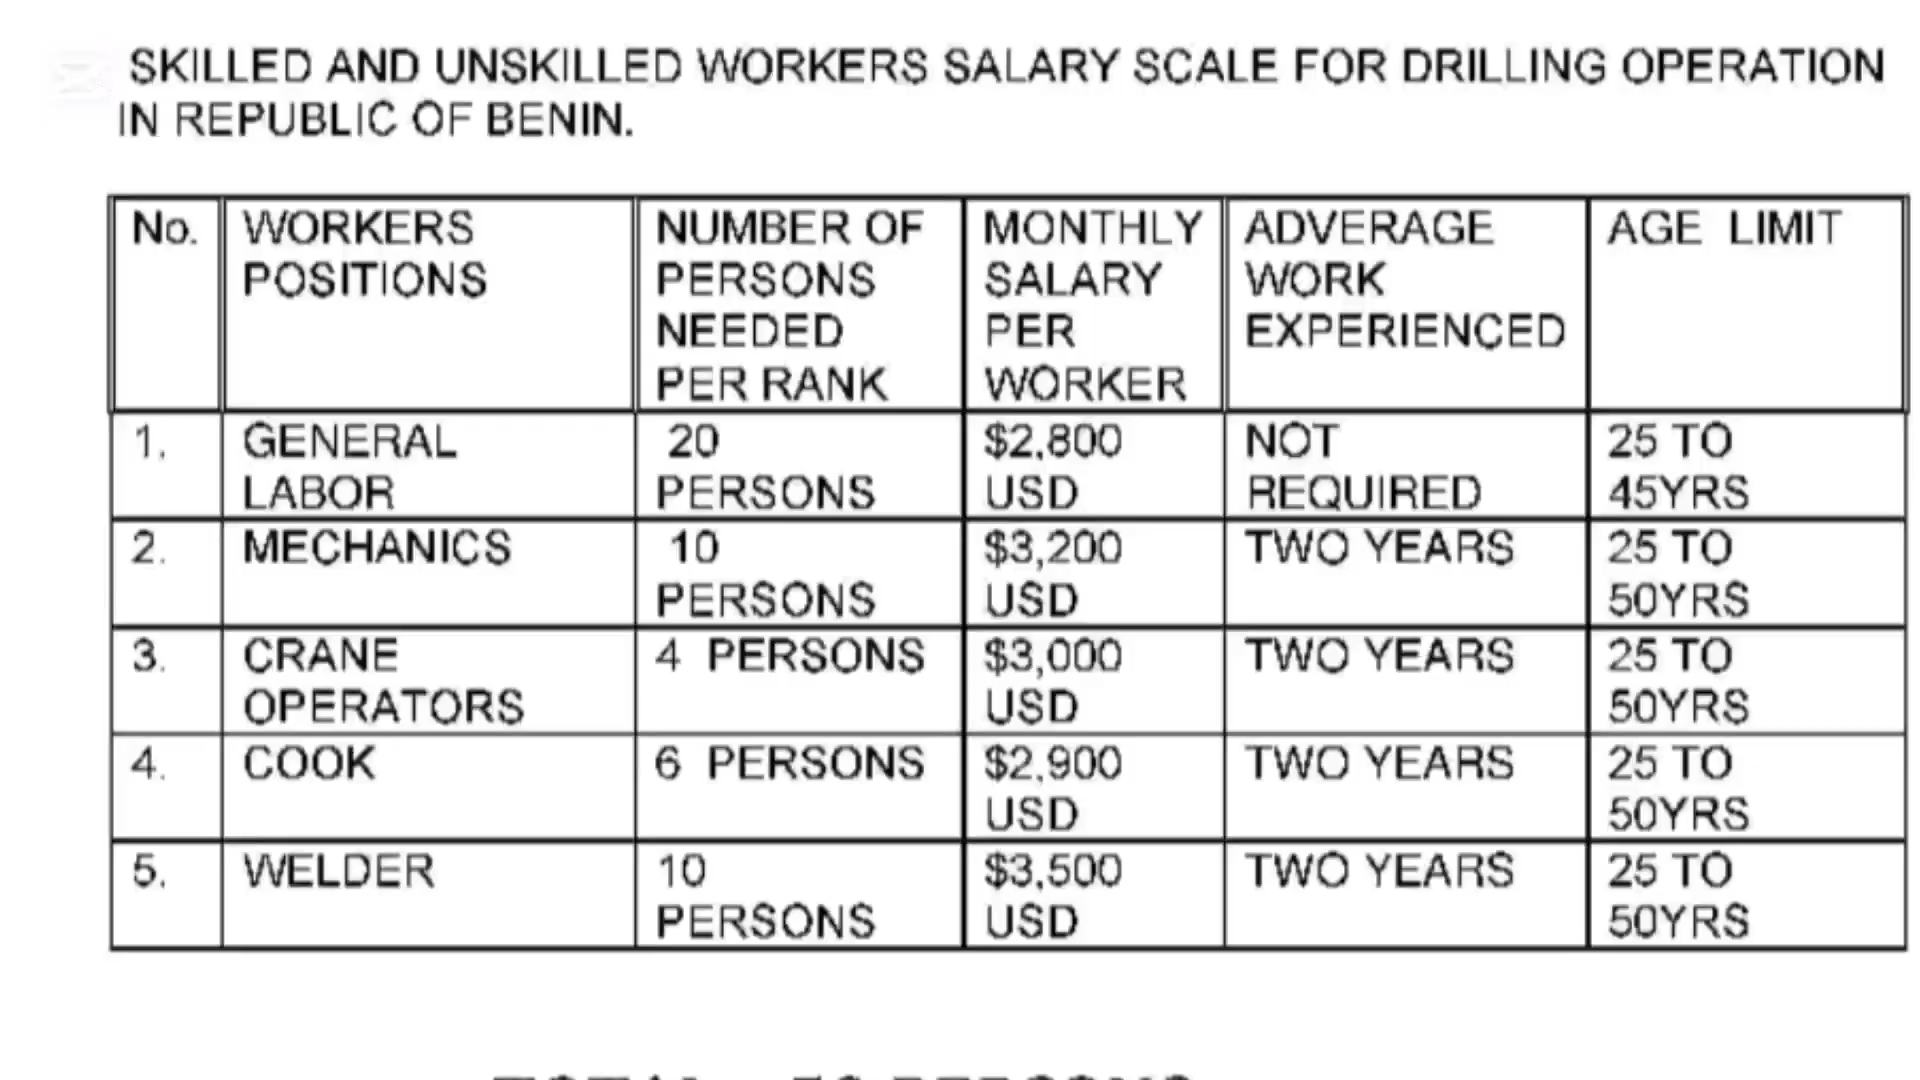 SKILLED AND UNSKILLED WORKERS SALARY SCALE FOR DRILLING OPERATION
IN REPUBLIC OF BENIN.
No.
WORKERS
POSITIONS
NUMBER OF
PERSONS
NEEDED
PER RANK
MONTHLY
SALARY
PER
WORKER
ADVERAGE
WORK
EXPERIENCED
AGE LIMIT
1.
GENERAL
LABOR
20
PERSONS
$2,800
USD
NOT
REQUIRED
25 TO
45YRS
2.
MECHANICS
10
PERSONS
$3,200
USD
TWO YEARS
25 TO
50YRS
3.
CRANE
OPERATORS
4 PERSONS
$3,000
USD
TWO YEARS
25 TO
50YRS
4.
COOK
6 PERSONS
$2,900
USD
TWO YEARS
25 TO
50YRS
5.
WELDER
10
PERSONS
$3,500
USD
TWO YEARS
25 TO
50YRS